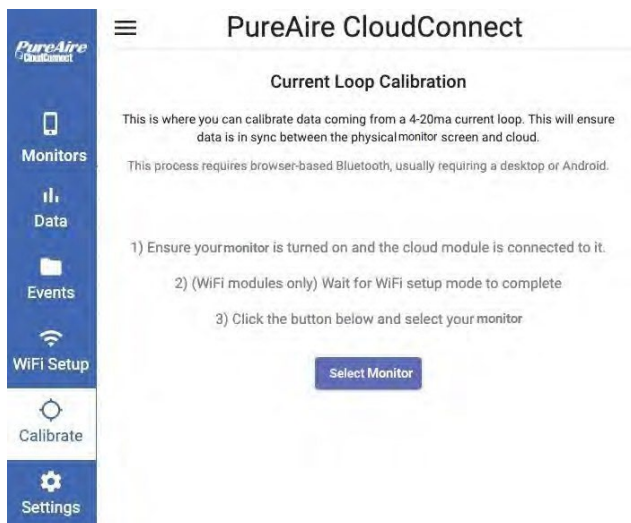 PureAire
CloudConnect
PureAire CloudConnect
Monitors
Data
Events
WiFi Setup
Calibrate
Settings
Current Loop Calibration
This is where you can calibrate data coming from a 4-20ma current loop. This will ensure
data is in sync between the physical monitor screen and cloud.
This process requires browser-based Bluetooth, usually requiring a desktop or Android.
1) Ensure your monitor is turned on and the cloud module is connected to it.
2) (WiFi modules only) Wait for WiFi setup mode to complete
3) Click the button below and select your monitor
Select Monitor